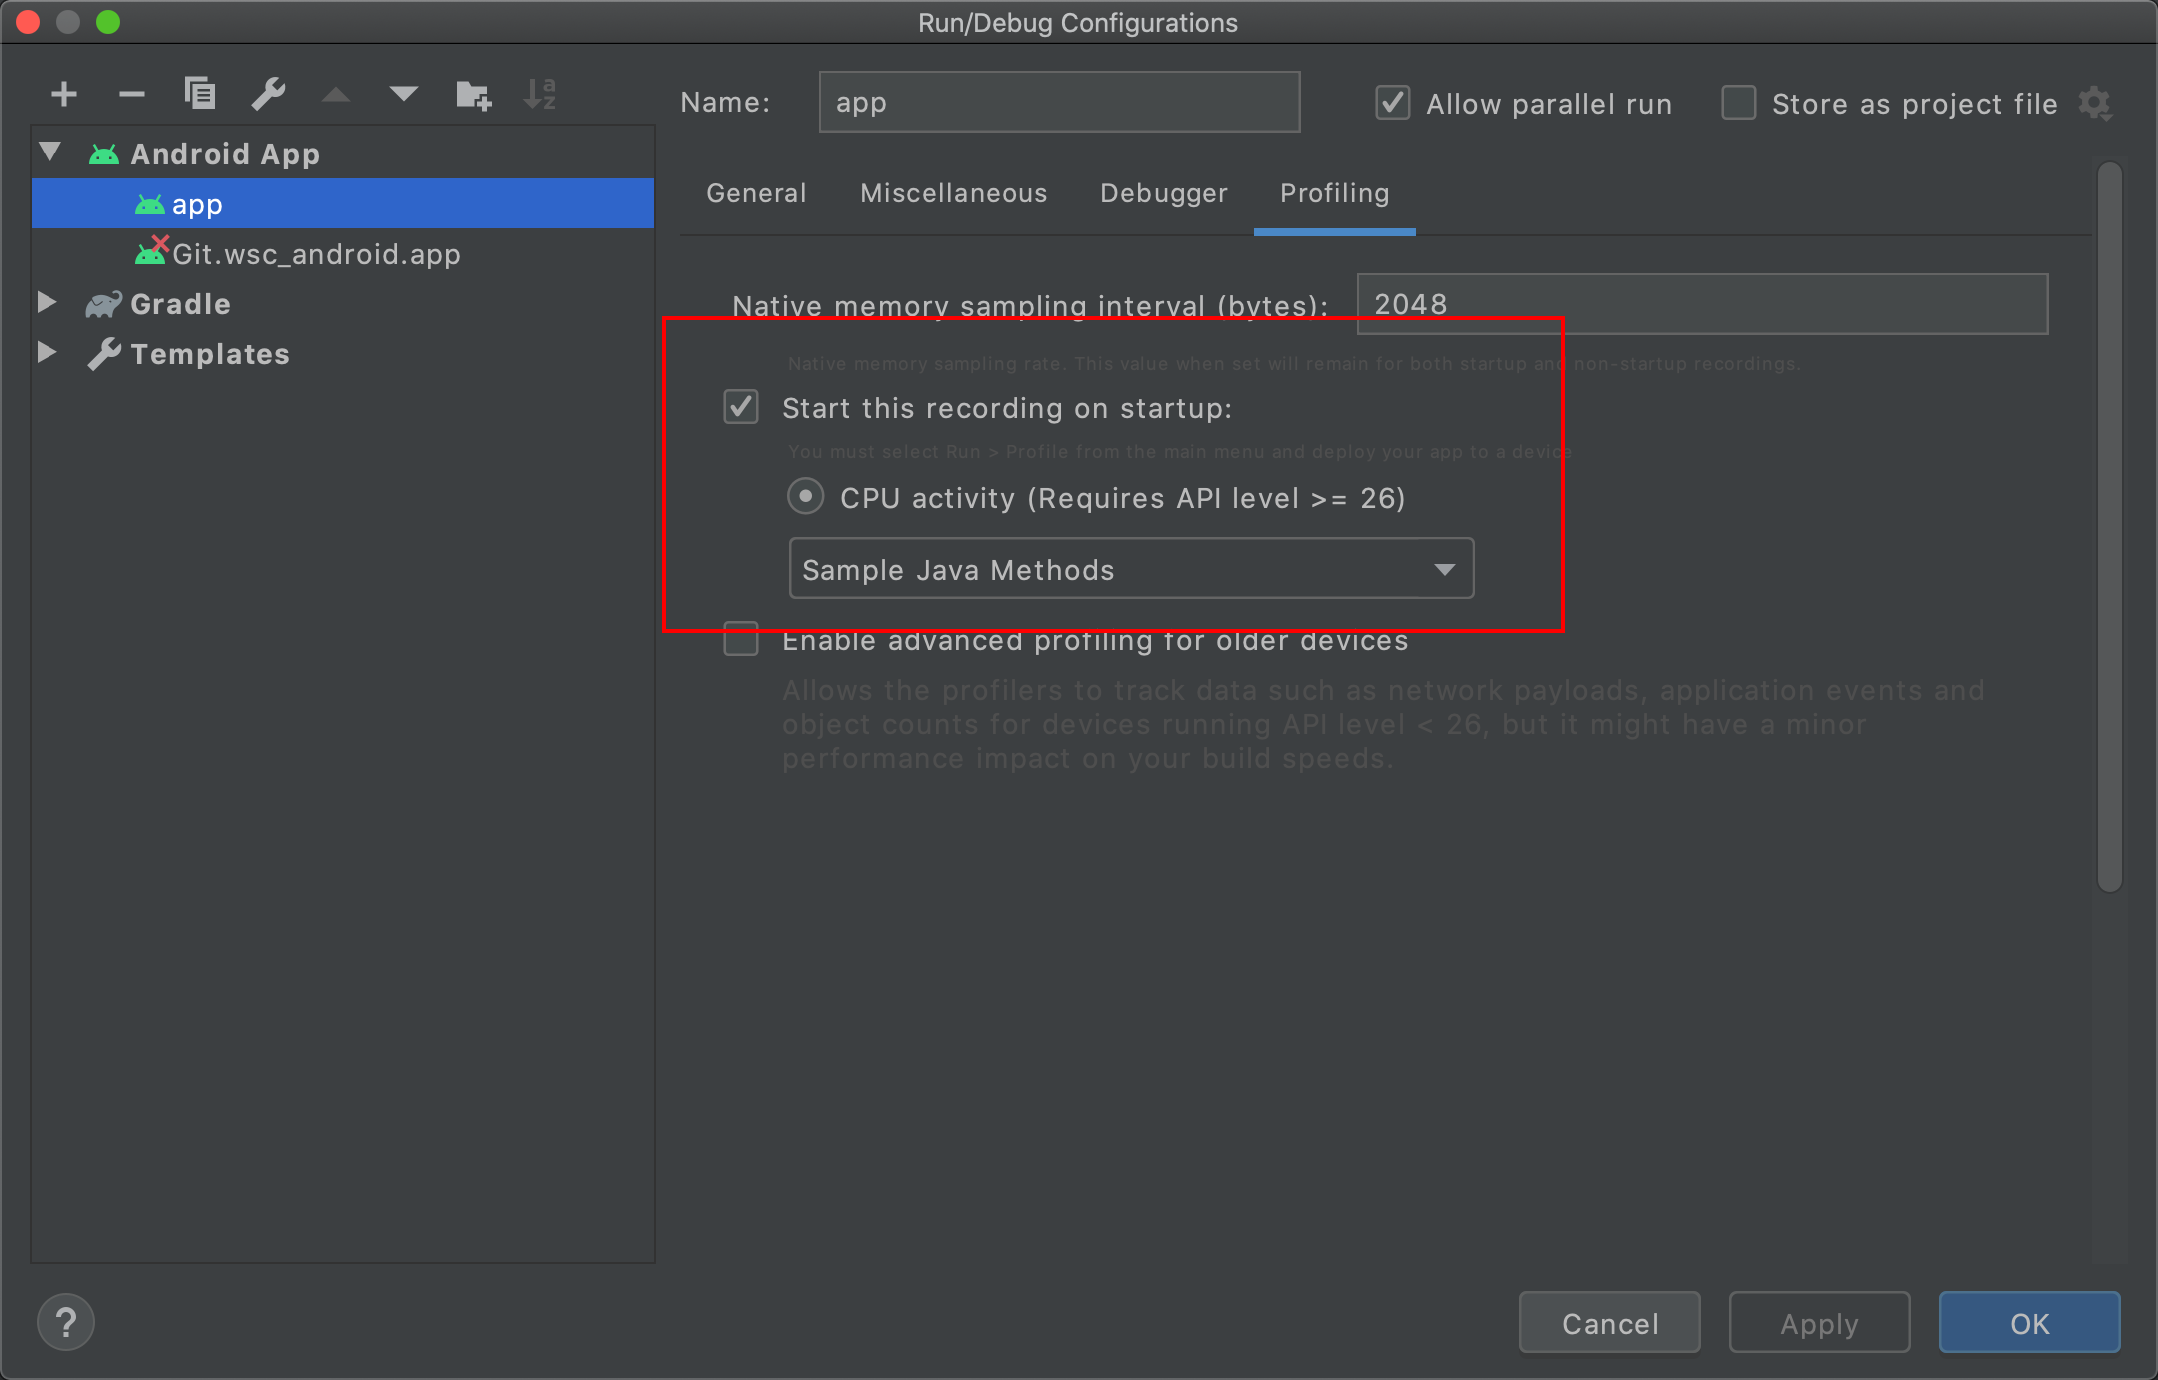 Run/Debug Configurations
Name:
app
Allow parallel run
Store as project file
Android App
app
Git.wsc_android.app
Gradle
Templates
General
Miscellaneous
Debugger
Profiling
Native memory sampling interval (bytes):
2048
Native memory sampling rate. This value when set will remain for both startup and non-startup recordings.
Start this recording on startup:
You must select Run > Profile from the main menu and deploy your app to a device
CPU activity (Requires API level >= 26)
Sample Java Methods
Enable advanced profiling for older devices
Allows the profilers to track data such as network payloads, application events and
object counts for devices running API level < 26, but it might have a minor
performance impact on your build speeds.
?
Cancel
Apply
OK